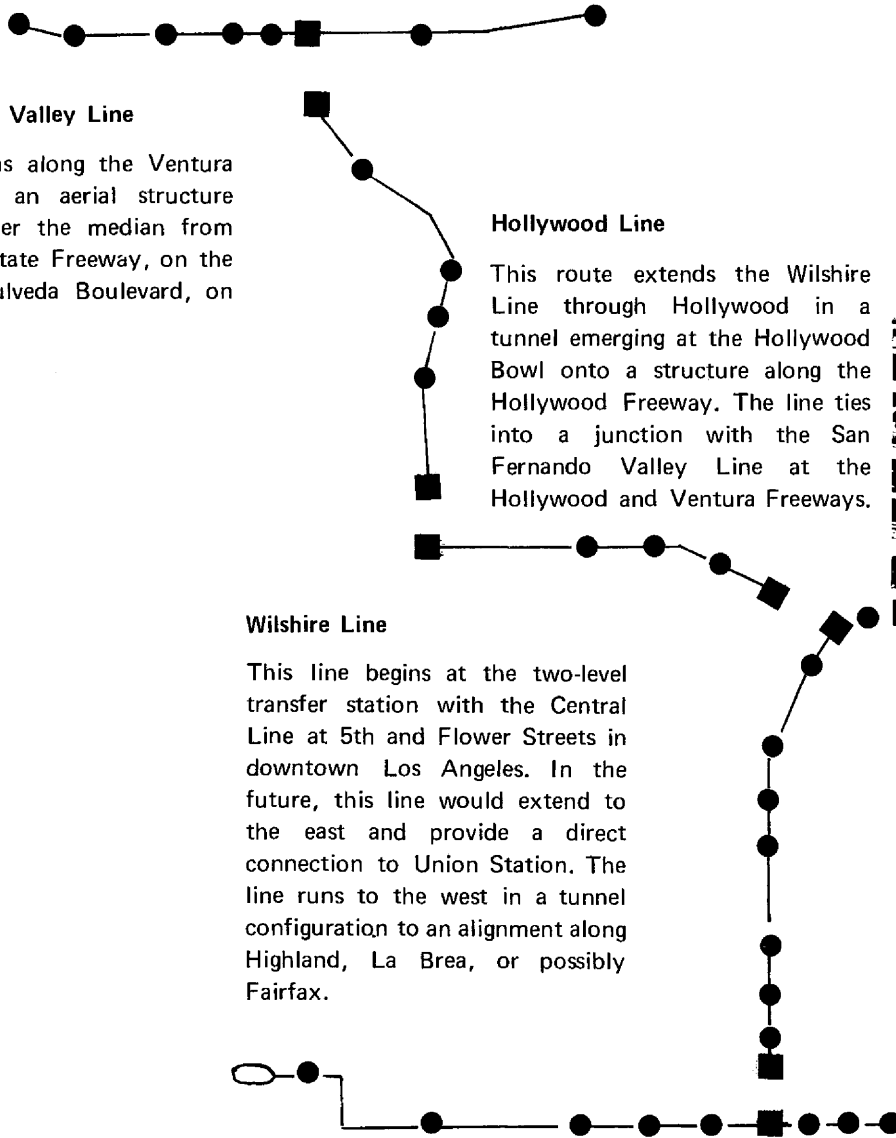 Valley Line
along the Ventura
an aerial structure
the median from
Freeway, on the
Boulevard, on
Hollywood Line
This route extends the Wilshire
Line through Hollywood in a
tunnel emerging at the Hollywood
Bowl onto a structure along the
Hollywood Freeway. The line ties
into a junction with the San
Fernando Valley Line at the
Hollywood and Ventura Freeways.
Wilshire Line
This line begins at the two-level
transfer station with the Central
Line at 5th and Flower Streets in
downtown Los Angeles. In the
future, this line would extend to
the east and provide a direct
connection to Union Station. The
line runs to the west in a tunnel
configuration to an alignment along
Highland, La Brea, or possibly
Fairfax.